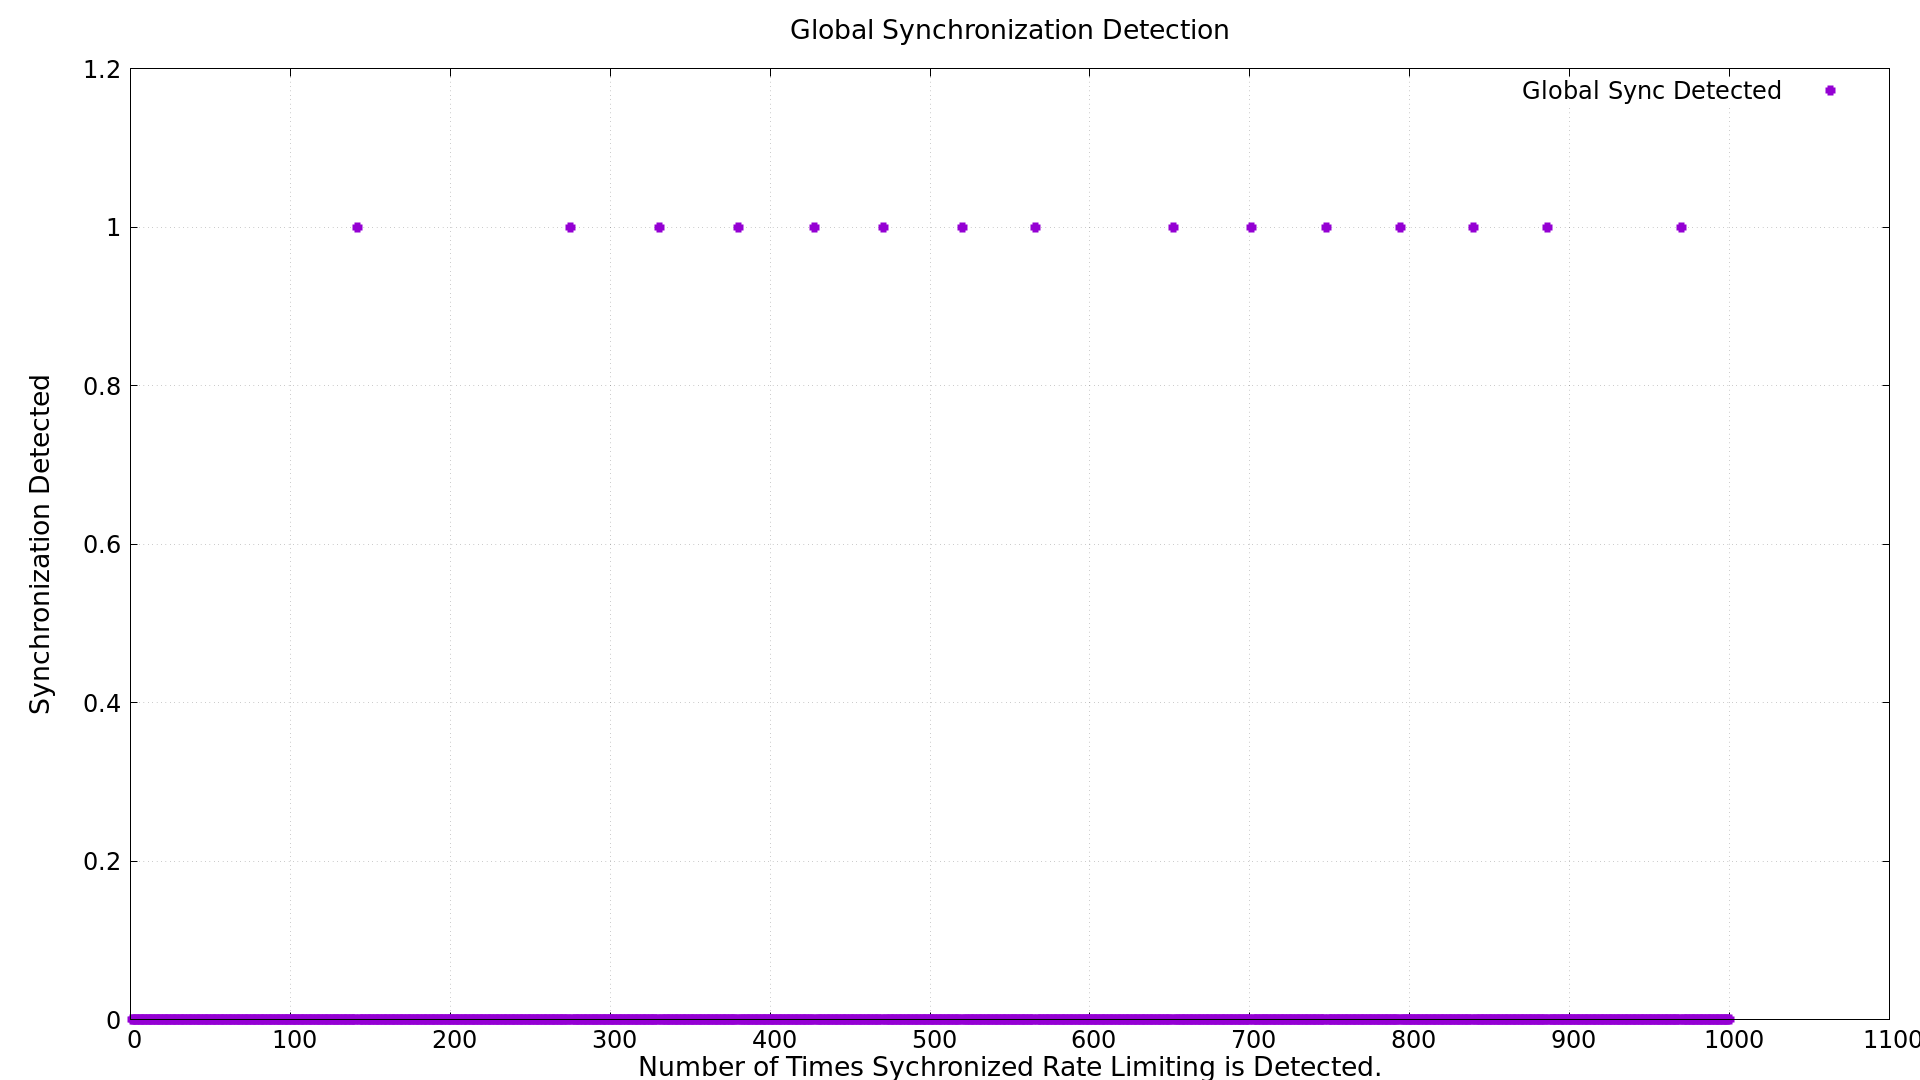 Global Synchronization Detection
Global Sync Detected
1.2
1
0.8
0.6
0.4
0.2
0
Synchronization Detected
0 100 200 300 400 500 600 700 800 900 1000 1100
Number of Times Sychronized Rate Limiting is Detected.